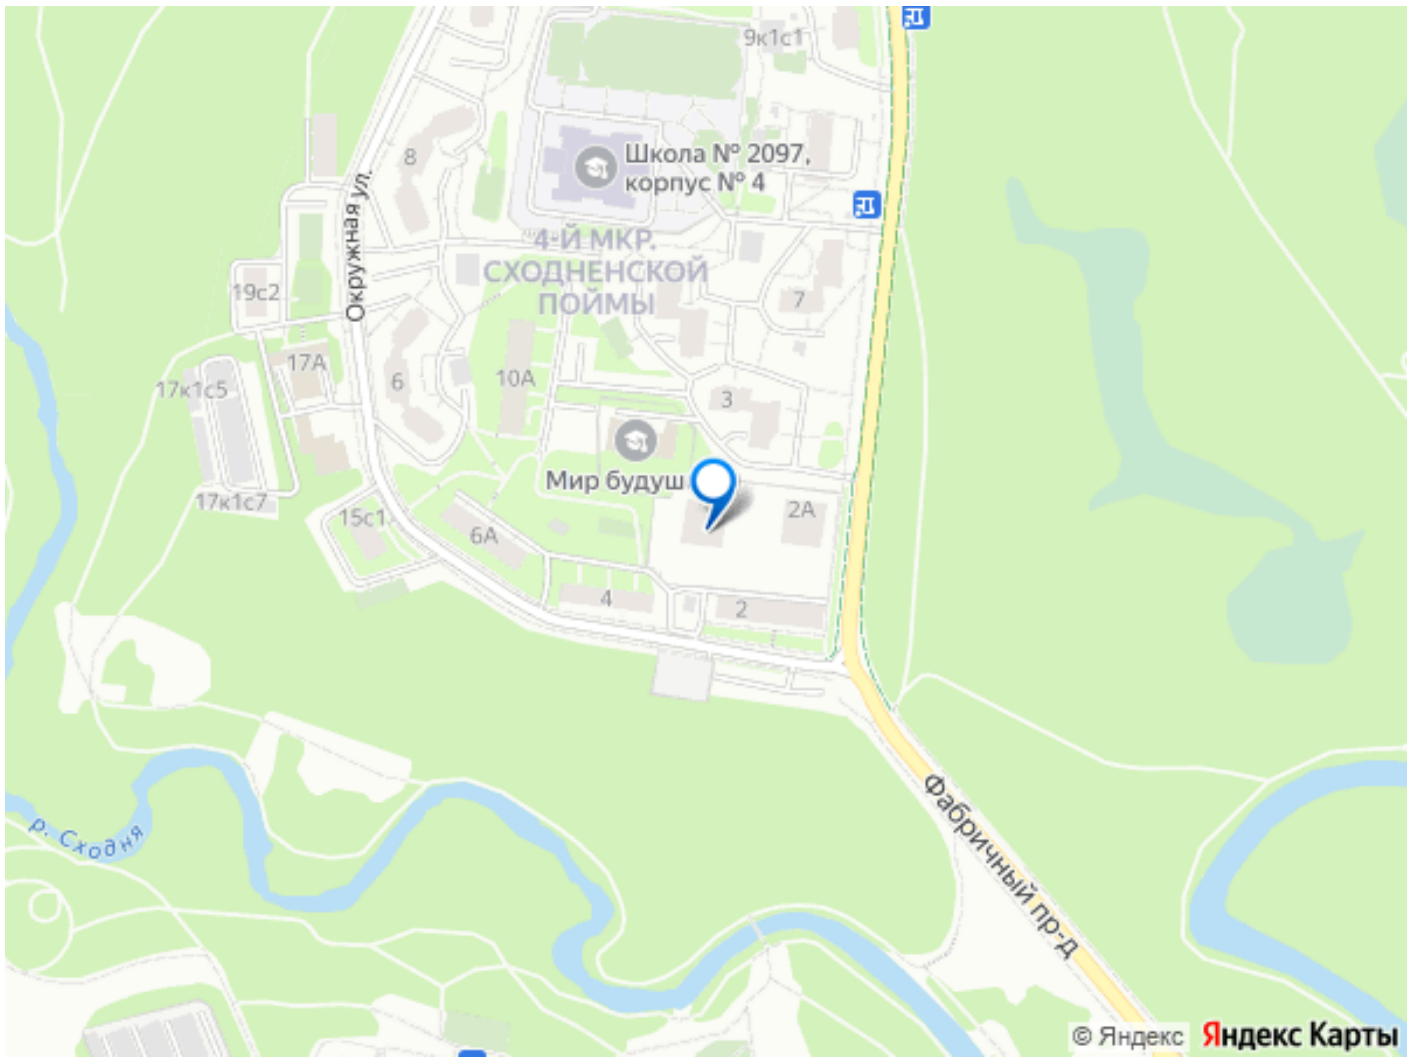 9к1с1
8
Школа № 2097,
корпус № 4
Окружная ул.
4-Й МКР.
СХОДНЕНСКОЙ
ПОЙМЫ
19с2
7
17А
17к1с5
6
10А
3
Мир будущ
17к1с7
15с1
6А
2А
4
2
Фабричный пр-д
р. Сходня
© Яндекс Яндекс Карты